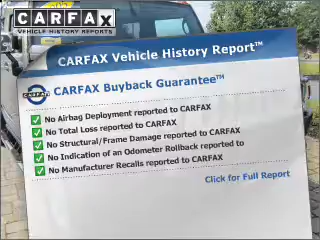 CARFAX
VEHICLE HISTORY REPORTS
CARFAX Vehicle History Report™
CARFAX CARFAX Buyback Guarantee™
No Airbag Deployment reported to CARFAX
No Total Loss reported to CARFAX
No Structural/Frame Damage reported to CARFAX
No Indication of an Odometer Rollback reported to
No Manufacturer Recalls reported to CARFAX
Click for Full Report